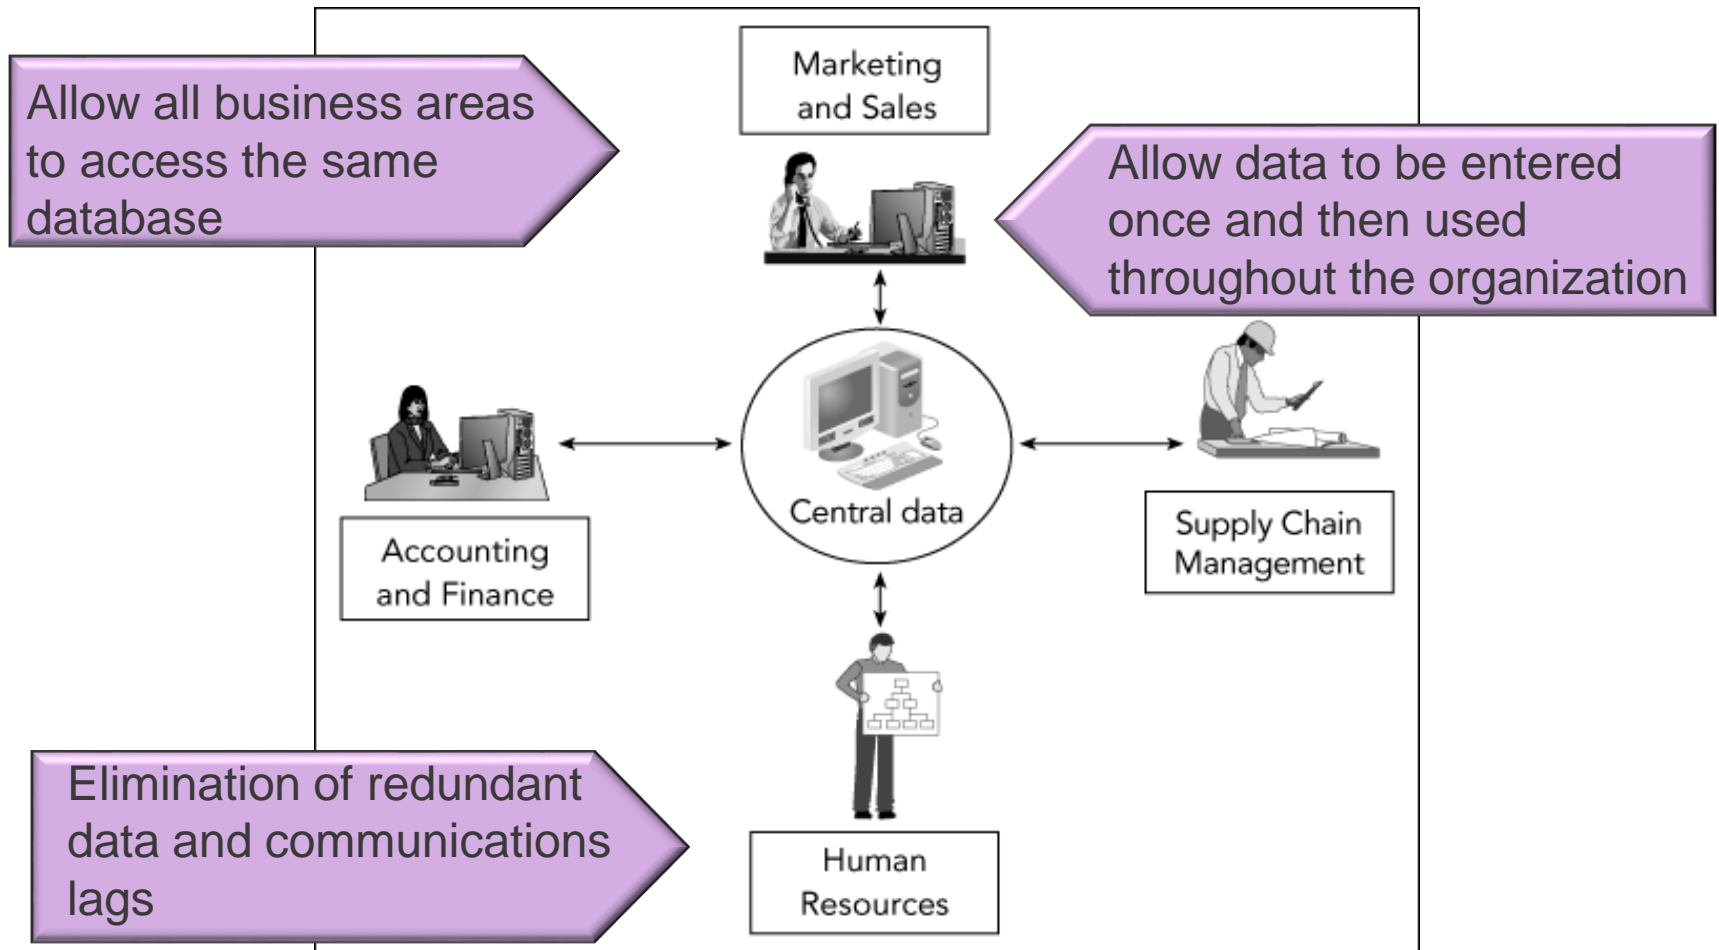 Marketing
and Sales
Allow all business areas
to access the same
database
Allow data to be entered
once and then used
throughout the organization
Central data
Accounting
and Finance
Supply Chain
Management
Elimination of redundant
data and communications
lags
Human
Resources